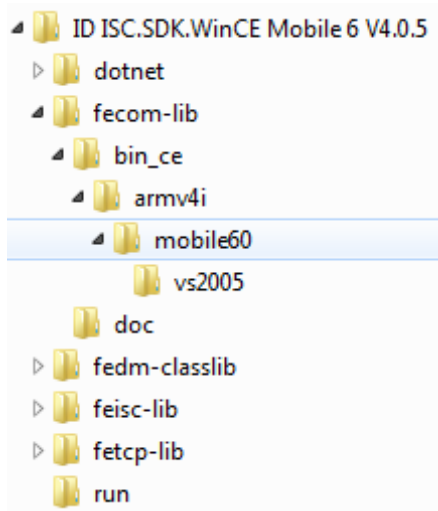 ID ISC.SDK.WinCE Mobile 6 V4.0.5
dotnet
fecom-lib
bin_ce
armv4i
mobile60
vs2005
doc
fedm-classlib
feisc-lib
fetcp-lib
run